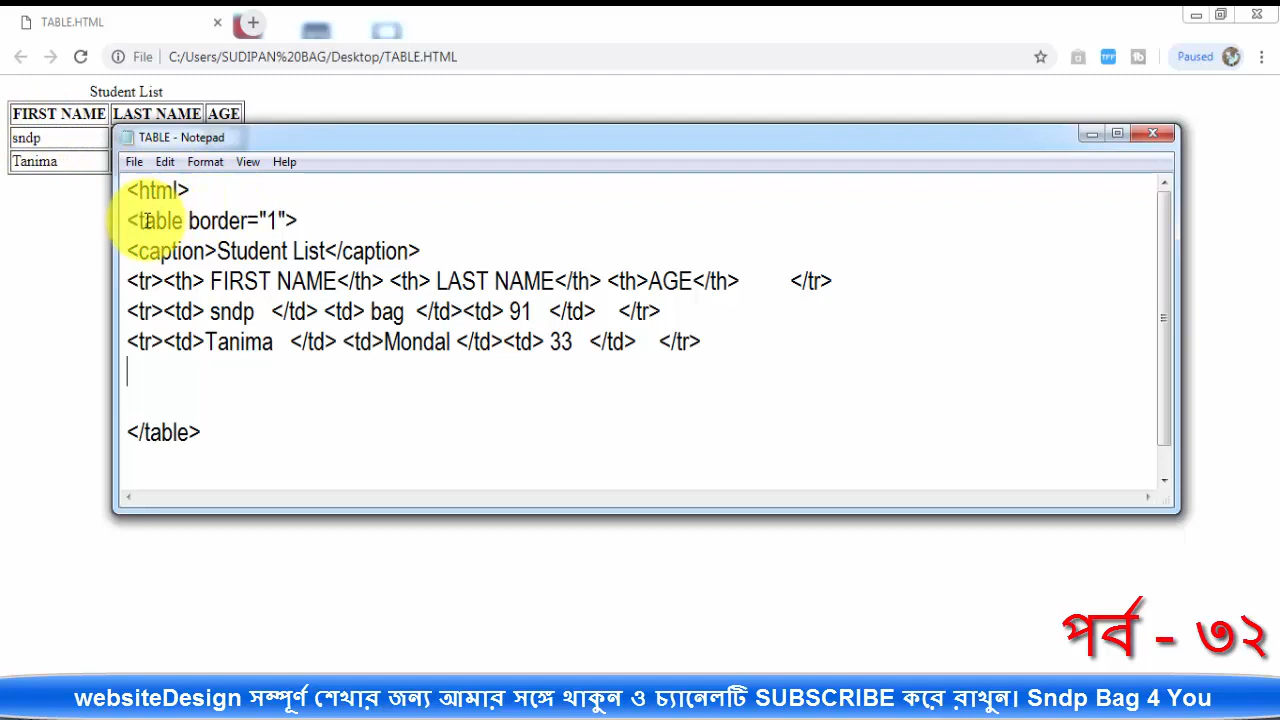 TABLE.HTML
File C:/Users/SUDIPAN%20BAG/Desktop/TABLE.HTML
Paused
Student List
FIRST NAME LAST NAME AGE
sndp
Tanima
TABLE - Notepad
File Edit Format View Help
<html>
<table border="1">
<caption>Student List</caption>
<tr><th> FIRST NAME</th> <th> LAST NAME</th> <th>AGE</th> </tr>
<tr><td> sndp </td> <td> bag </td><td> 91 </td> </tr>
<tr><td>Tanima </td> <td>Mondal </td><td> 33 </td> </tr>
</table>
পর্ব - ৩২
websiteDesign সম্পূর্ণ শেখার জন্য আমার সঙ্গে থাকুন ও চ্যানেলটি SUBSCRIBE করে রাখুন। Sndp Bag 4 You